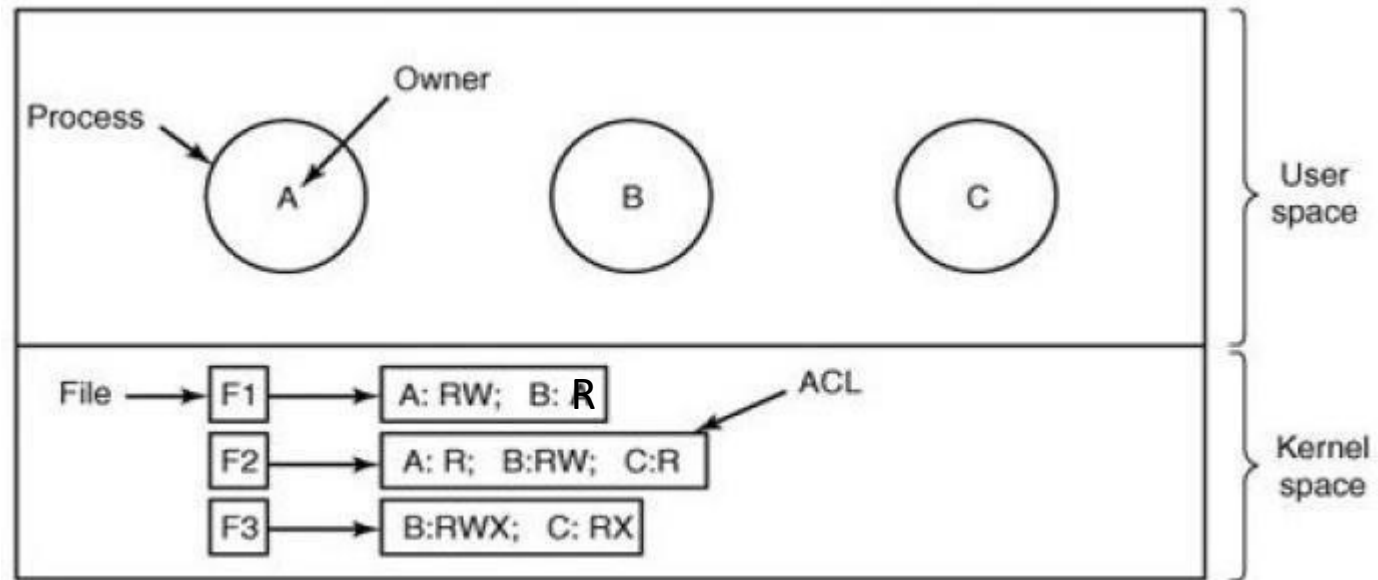 Owner
Process
A
B
C
User
space
File
F1
A: RW; B: R
ACL
F2
A: R; B:RW; C:R
F3
B:RWX; C: RX
Kernel
space